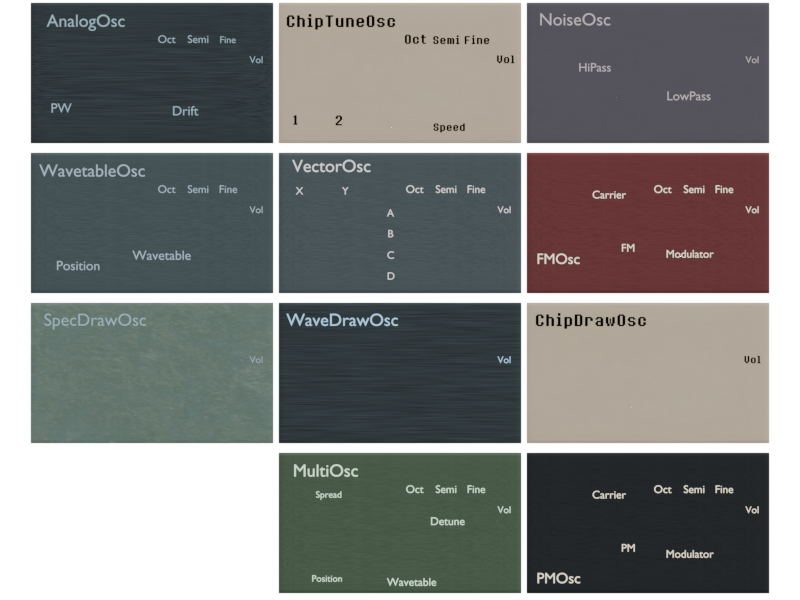 AnalogOsc
Oct Semi Fine
Vol
PW
Drift
ChipTuneOsc
Oct Semi Fine
Vol
1 2
Speed
NoiseOsc
Vol
HiPass
LowPass
WavetableOsc
Oct Semi Fine
Vol
Wavetable
Position
VectorOsc
X Y Oct Semi Fine
A Vol
B
C
D
Carrier Oct Semi Fine
Vol
FM Modulator
FMOsc
SpecDrawOsc
Vol
WaveDrawOsc
Vol
ChipDrawOsc
Vol
MultiOsc
Spread Oct Semi Fine
Vol
Detune
Position Wavetable
Carrier Oct Semi Fine
Vol
PM Modulator
PMOsc